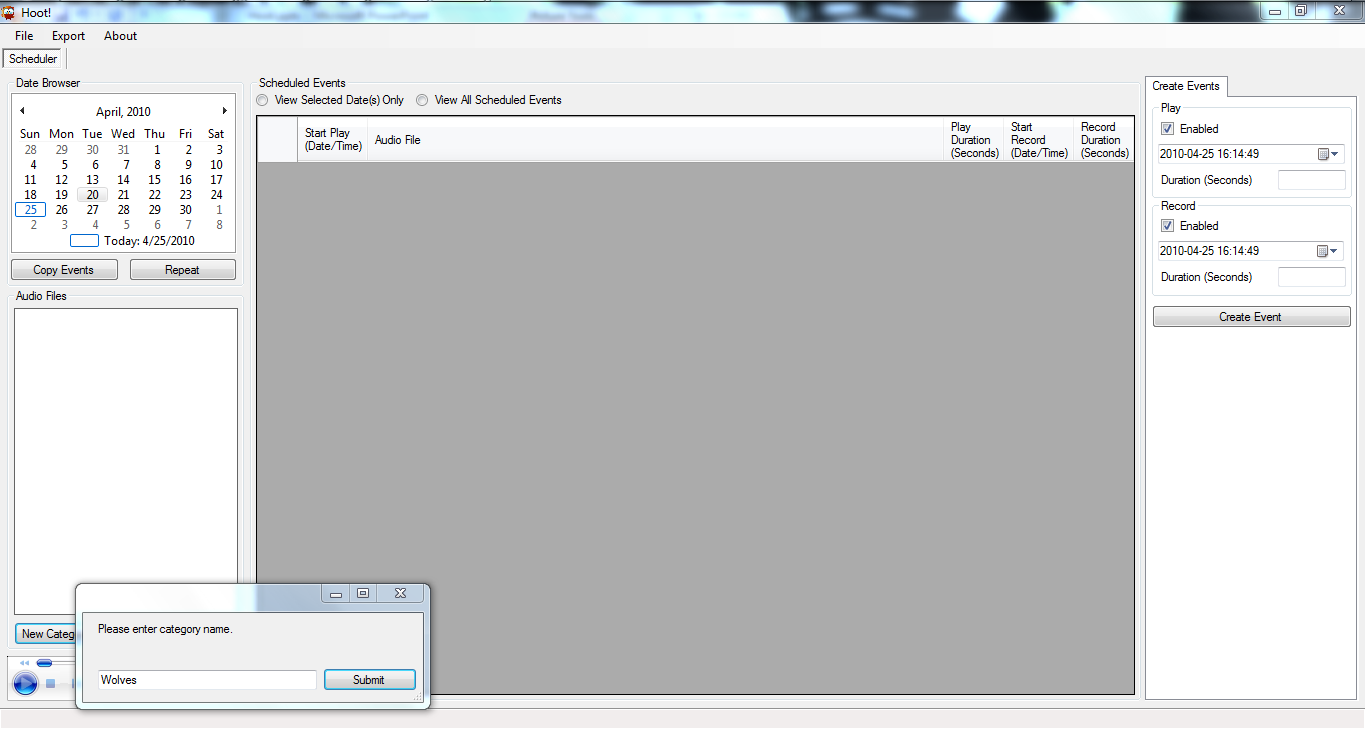 Hoot!
File Export About
Scheduler
Date Browser
April, 2010
Sun Mon Tue Wed Thu Fri Sat
28 29 30 31 1 2 3
4 5 6 7 8 9 10
11 12 13 14 15 16 17
18 19 20 21 22 23 24
25 26 27 28 29 30 1
2 3 4 5 6 7 8
Today: 4/25/2010
Copy Events Repeat
Audio Files
New Categ
Scheduled Events
View Selected Date(s) Only View All Scheduled Events
Start Play (Date/Time)
Audio File
Play Duration (Seconds)
Start Record (Date/Time)
Record Duration (Seconds)
Create Events
Play
Enabled
2010-04-25 16:14:49
Duration (Seconds)
Record
Enabled
2010-04-25 16:14:49
Duration (Seconds)
Create Event
Please enter category name.
Wolves
Submit